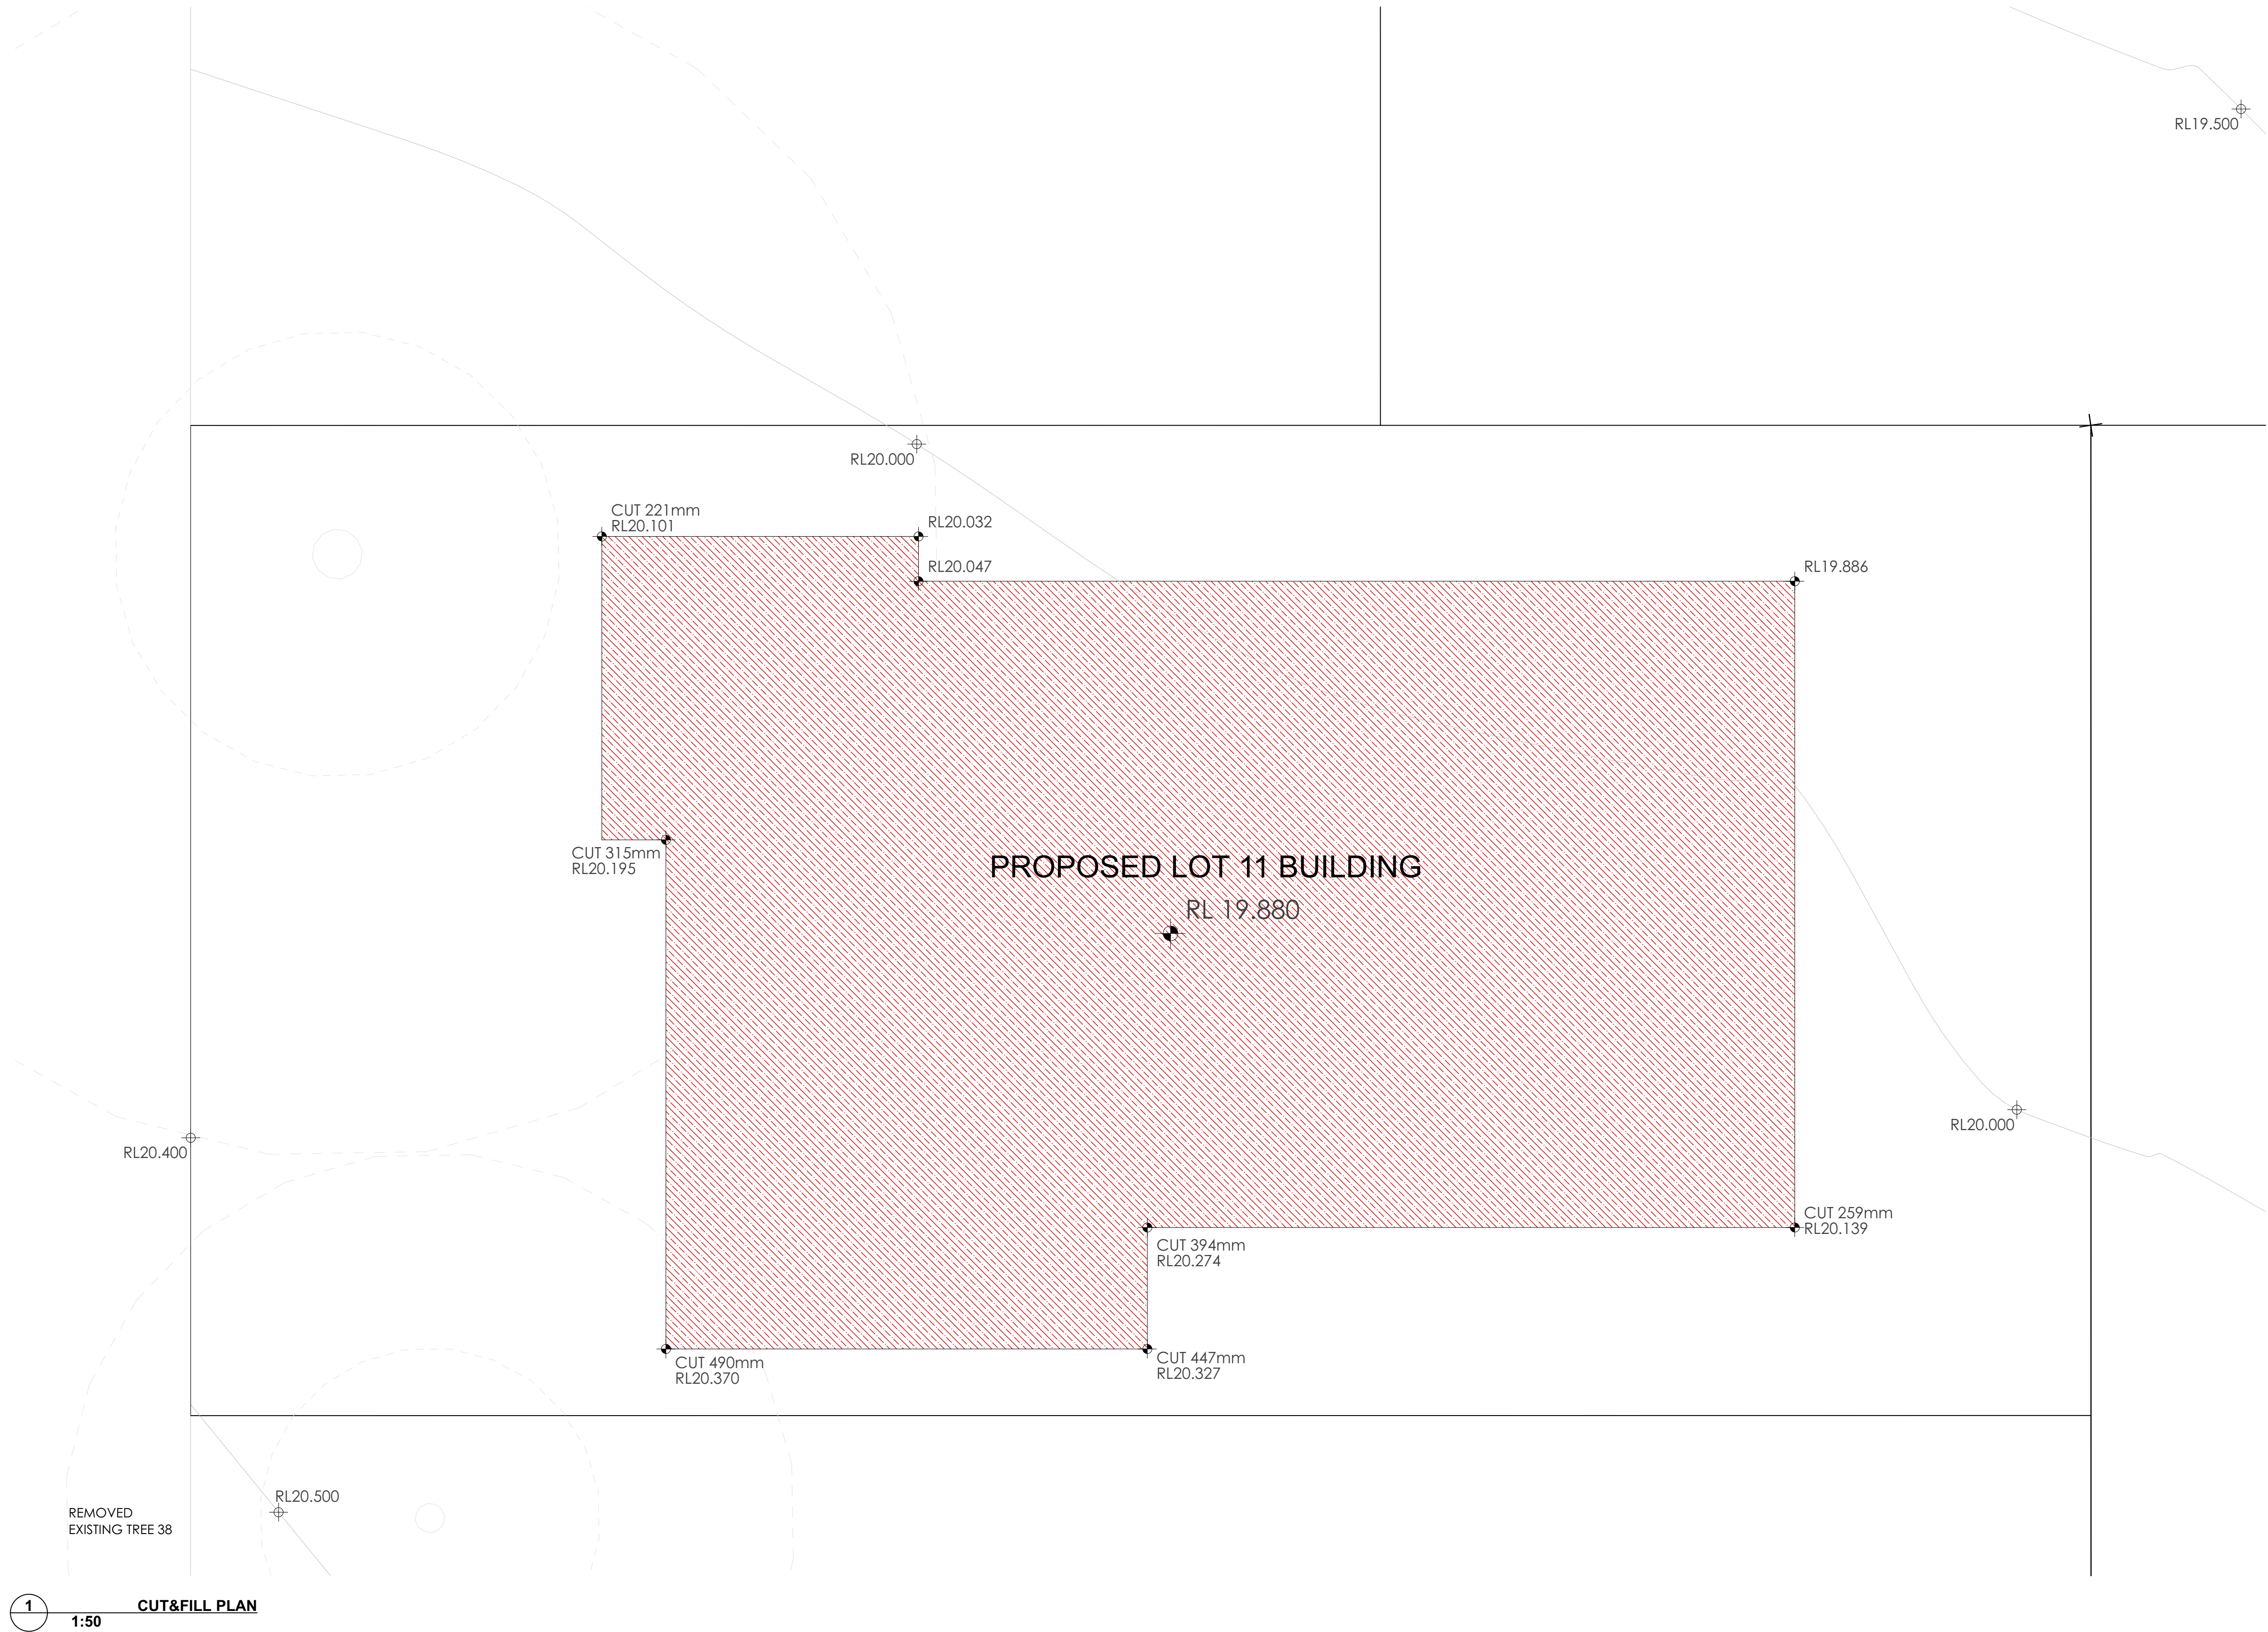 RL19.500
RL20.000
CUT 221mm
RL20.101
RL20.032
RL20.047
RL19.886
CUT 315mm
RL20.195
PROPOSED LOT 11 BUILDING
RL 19.880
RL20.000
RL20.400
CUT 259mm
RL20.139
CUT 394mm
RL20.274
CUT 490mm
RL20.370
CUT 447mm
RL20.327
RL20.500
REMOVED
EXISTING TREE 38
1
CUT&FILL PLAN
1:50